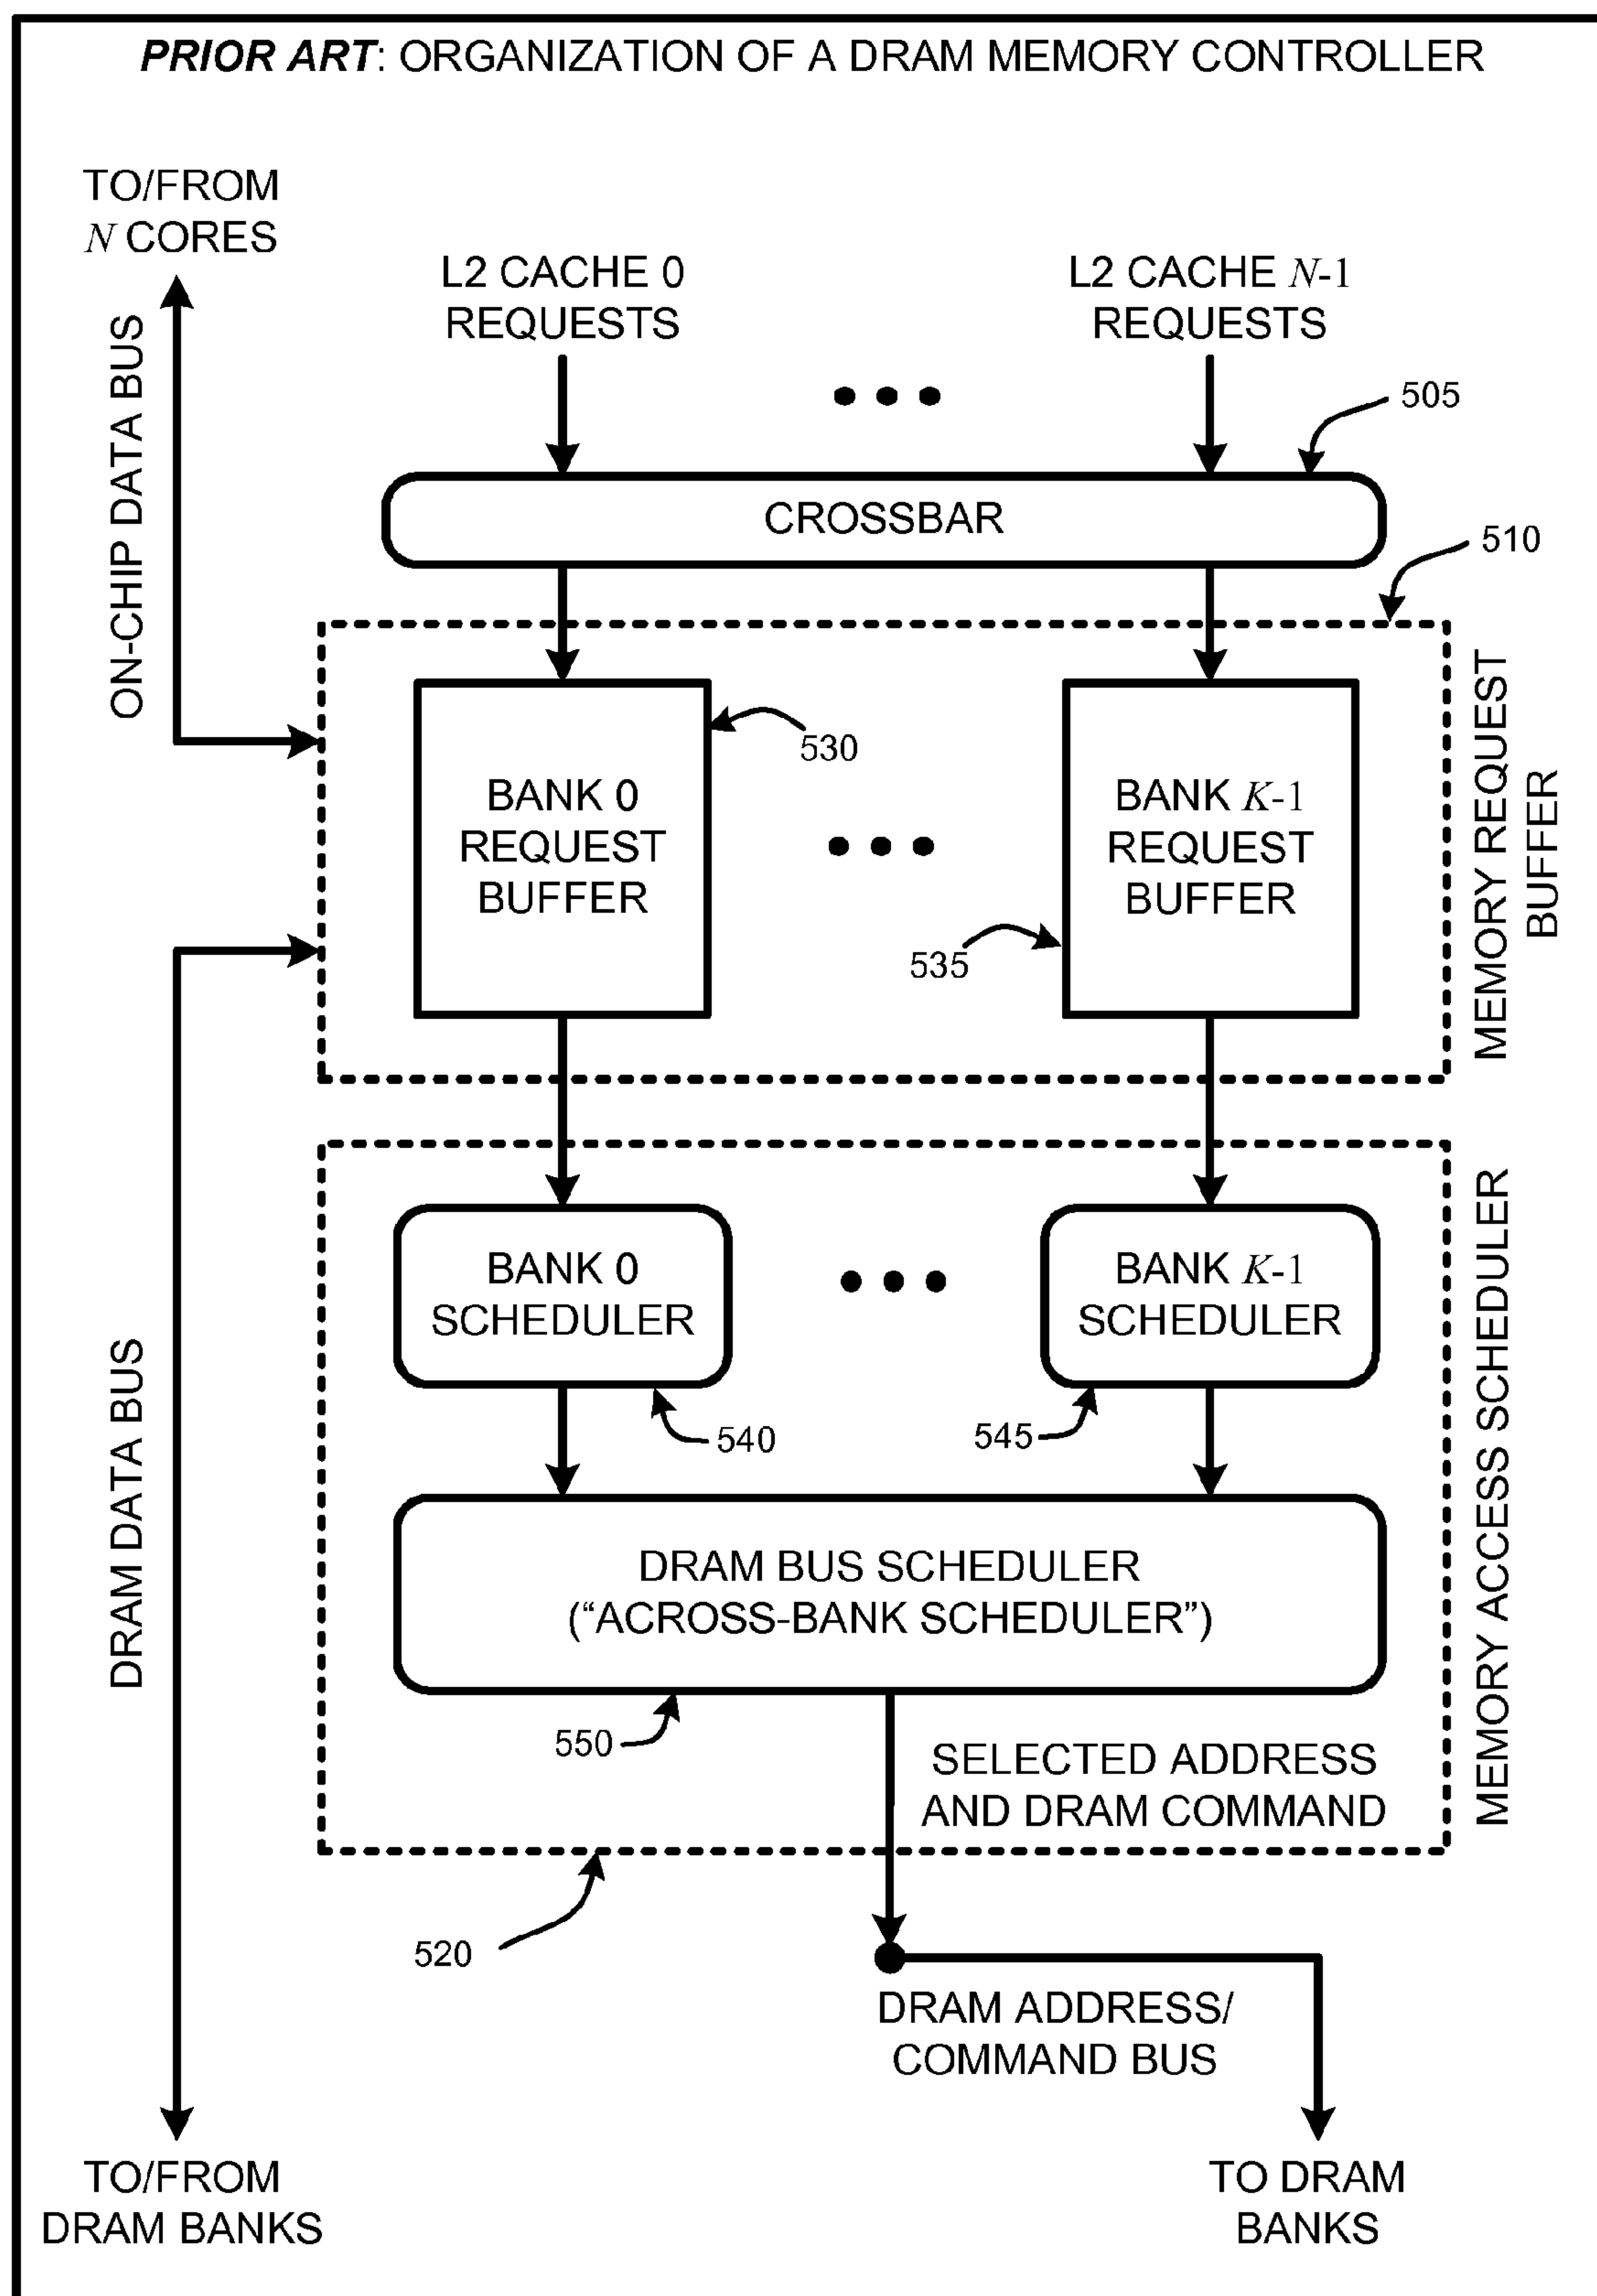 PRIOR ART: ORGANIZATION OF A DRAM MEMORY CONTROLLER
TO/FROM
N CORES
ON-CHIP DATA BUS
L2 CACHE 0
REQUESTS
L2 CACHE N-1
REQUESTS
505
CROSSBAR
510
MEMORY REQUEST
BUFFER
BANK 0
REQUEST
BUFFER
530
BANK K-1
REQUEST
BUFFER
535
DRAM DATA BUS
MEMORY ACCESS SCHEDULER
BANK 0
SCHEDULER
BANK K-1
SCHEDULER
540
545
DRAM BUS SCHEDULER
(“ACROSS-BANK SCHEDULER”)
550
SELECTED ADDRESS
AND DRAM COMMAND
520
DRAM ADDRESS/
COMMAND BUS
TO/FROM
DRAM BANKS
TO DRAM
BANKS